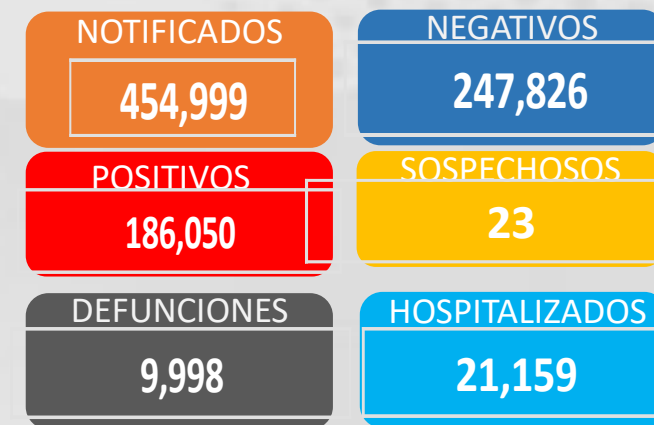 NOTIFICADOS
454,999
NEGATIVOS
247,826
POSITIVOS
186,050
SOSPECHOSOS
23
DEFUNCIONES
9,998
HOSPITALIZADOS
21,159